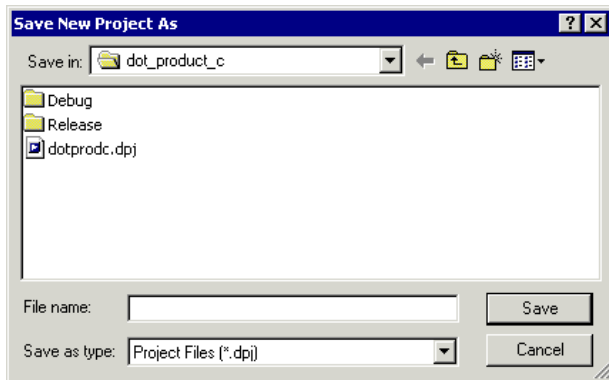 Save New Project As
Save in: dot_product_c
Debug
Release
dotprodc.dpj
File name: Save
Save as type: Project Files (*.dpj) Cancel